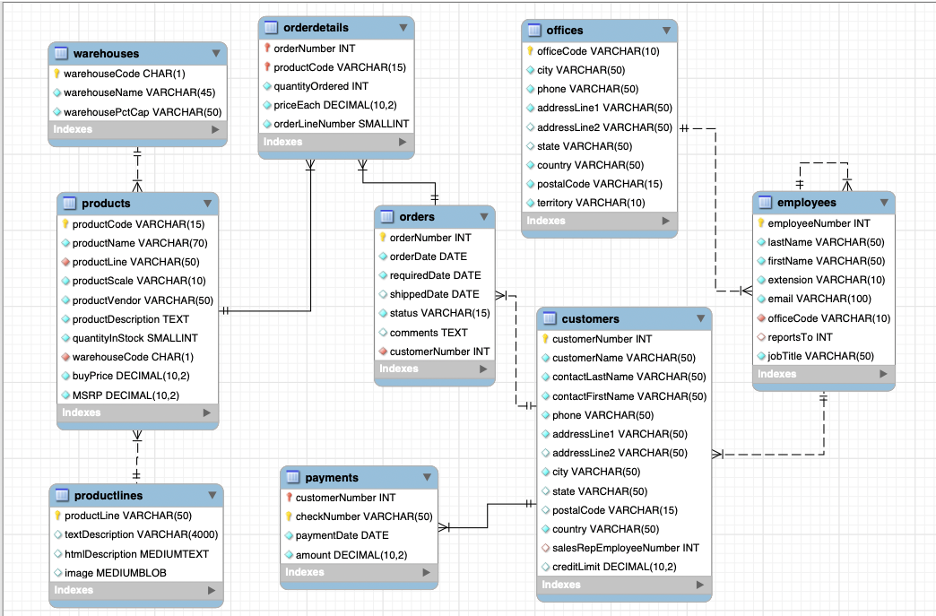 warehouses
warehouseCode CHAR(1)
warehouseName VARCHAR(45)
warehousePctCap VARCHAR(50)
Indexes
orderdetails
orderNumber INT
productCode VARCHAR(15)
quantityOrdered INT
priceEach DECIMAL(10,2)
orderLineNumber SMALLINT
Indexes
offices
officeCode VARCHAR(10)
city VARCHAR(50)
phone VARCHAR(50)
addressLine1 VARCHAR(50)
addressLine2 VARCHAR(50)
state VARCHAR(50)
country VARCHAR(50)
postalCode VARCHAR(15)
territory VARCHAR(10)
Indexes
products
productCode VARCHAR(15)
productName VARCHAR(70)
productLine VARCHAR(50)
productScale VARCHAR(10)
productVendor VARCHAR(50)
productDescription TEXT
quantityInStock SMALLINT
warehouseCode CHAR(1)
buyPrice DECIMAL(10,2)
MSRP DECIMAL(10,2)
Indexes
orders
orderNumber INT
orderDate DATE
requiredDate DATE
shippedDate DATE
status VARCHAR(15)
comments TEXT
customerNumber INT
Indexes
employees
employeeNumber INT
lastName VARCHAR(50)
firstName VARCHAR(50)
extension VARCHAR(10)
email VARCHAR(100)
officeCode VARCHAR(10)
reportsTo INT
jobTitle VARCHAR(50)
Indexes
customers
customerNumber INT
customerName VARCHAR(50)
contactLastName VARCHAR(50)
contactFirstName VARCHAR(50)
phone VARCHAR(50)
addressLine1 VARCHAR(50)
addressLine2 VARCHAR(50)
city VARCHAR(50)
state VARCHAR(50)
postalCode VARCHAR(15)
country VARCHAR(50)
salesRepEmployeeNumber INT
creditLimit DECIMAL(10,2)
Indexes
productlines
productLine VARCHAR(50)
textDescription VARCHAR(4000)
htmlDescription MEDIUMTEXT
image MEDIUMBLOB
Indexes
payments
customerNumber INT
checkNumber VARCHAR(50)
paymentDate DATE
amount DECIMAL(10,2)
Indexes